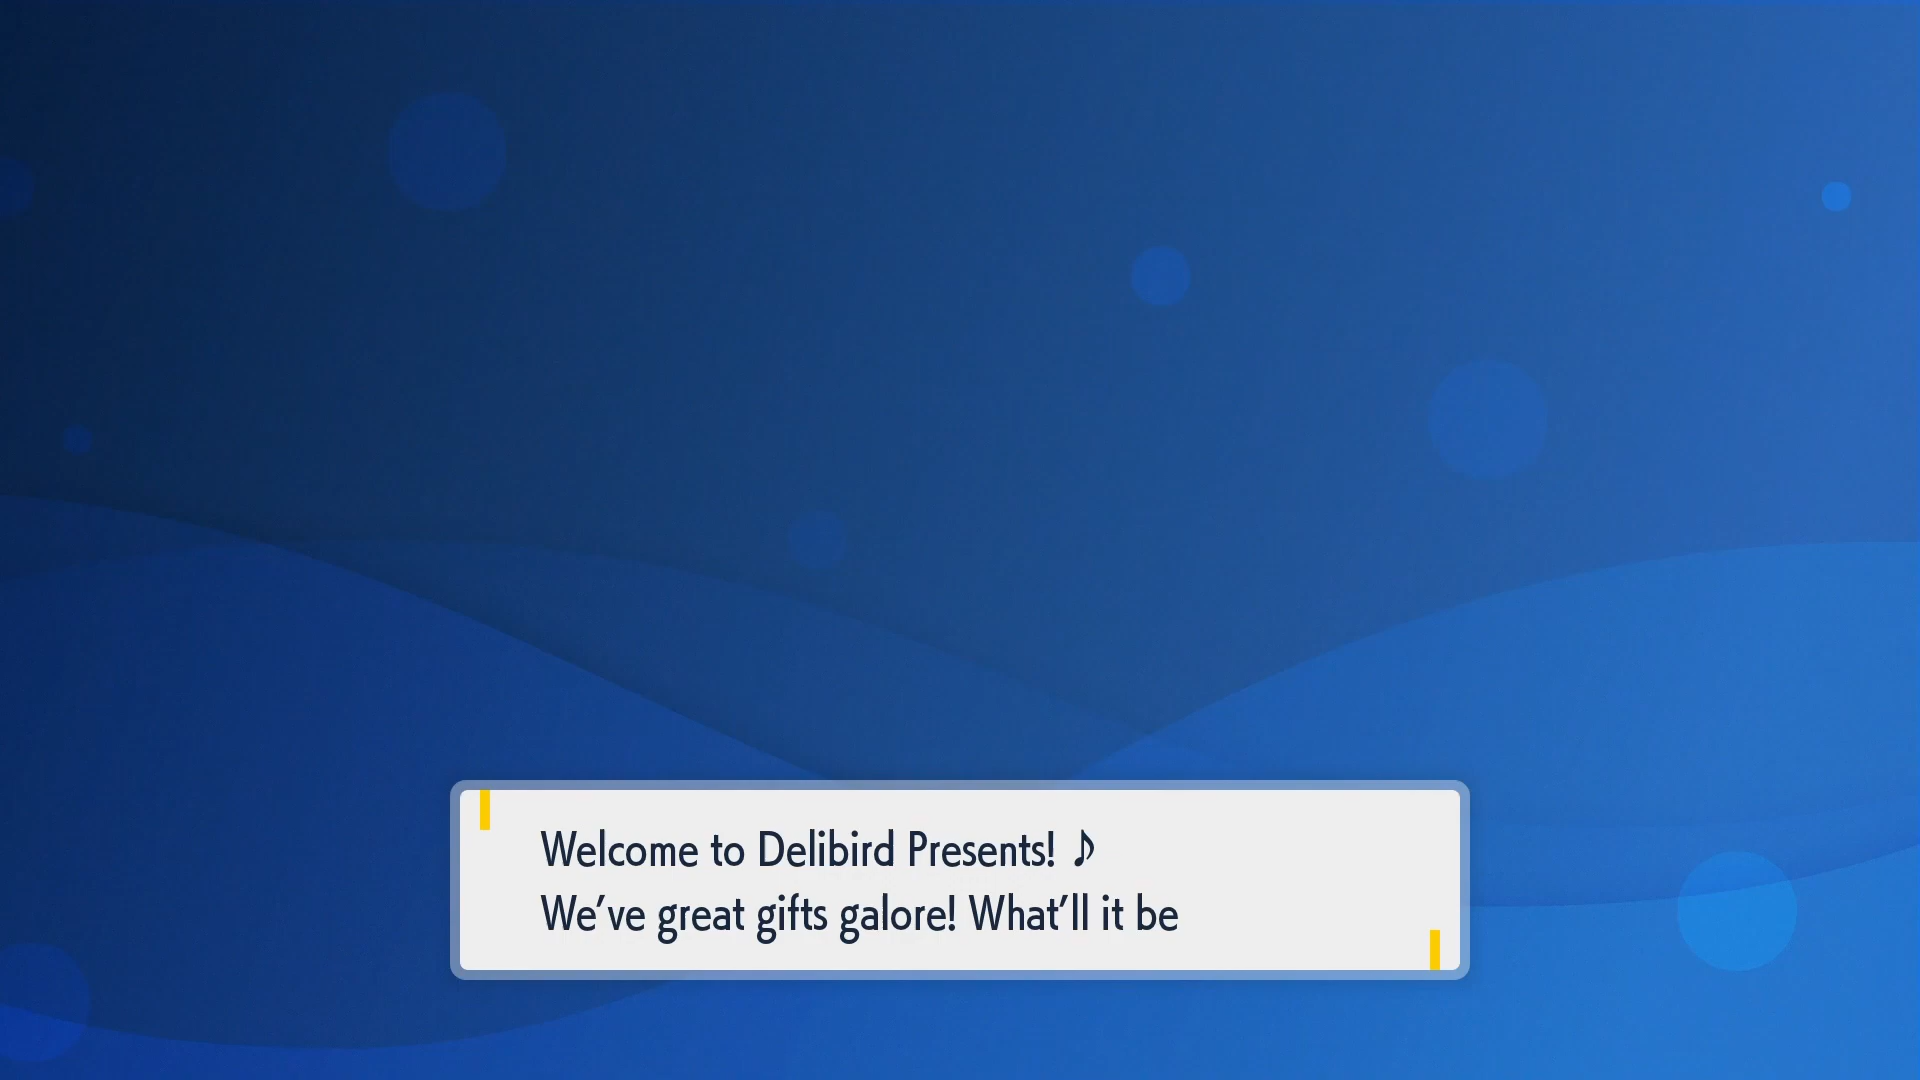 Welcome to Delibird Presents! ♪
We’ve great gifts galore! What’ll it be